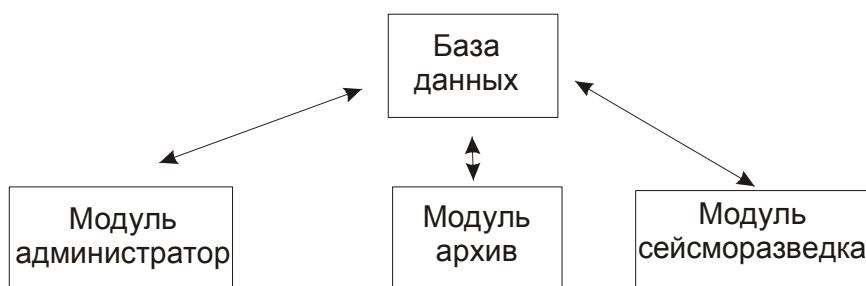 База
данных
Модуль
администратор
Модуль
архив
Модуль
сейсморазведка